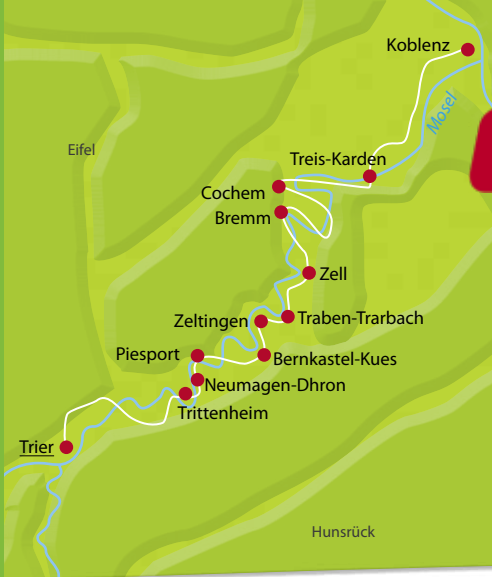 Koblenz
Mosel
Eifel
Treis-Karden
Cochem
Bremm
Zell
Zeltingen
Traben-Trarbach
Piesport
Bernkastel-Kues
Neumagen-Dhron
Trittenheim
Trier
Hunsrück